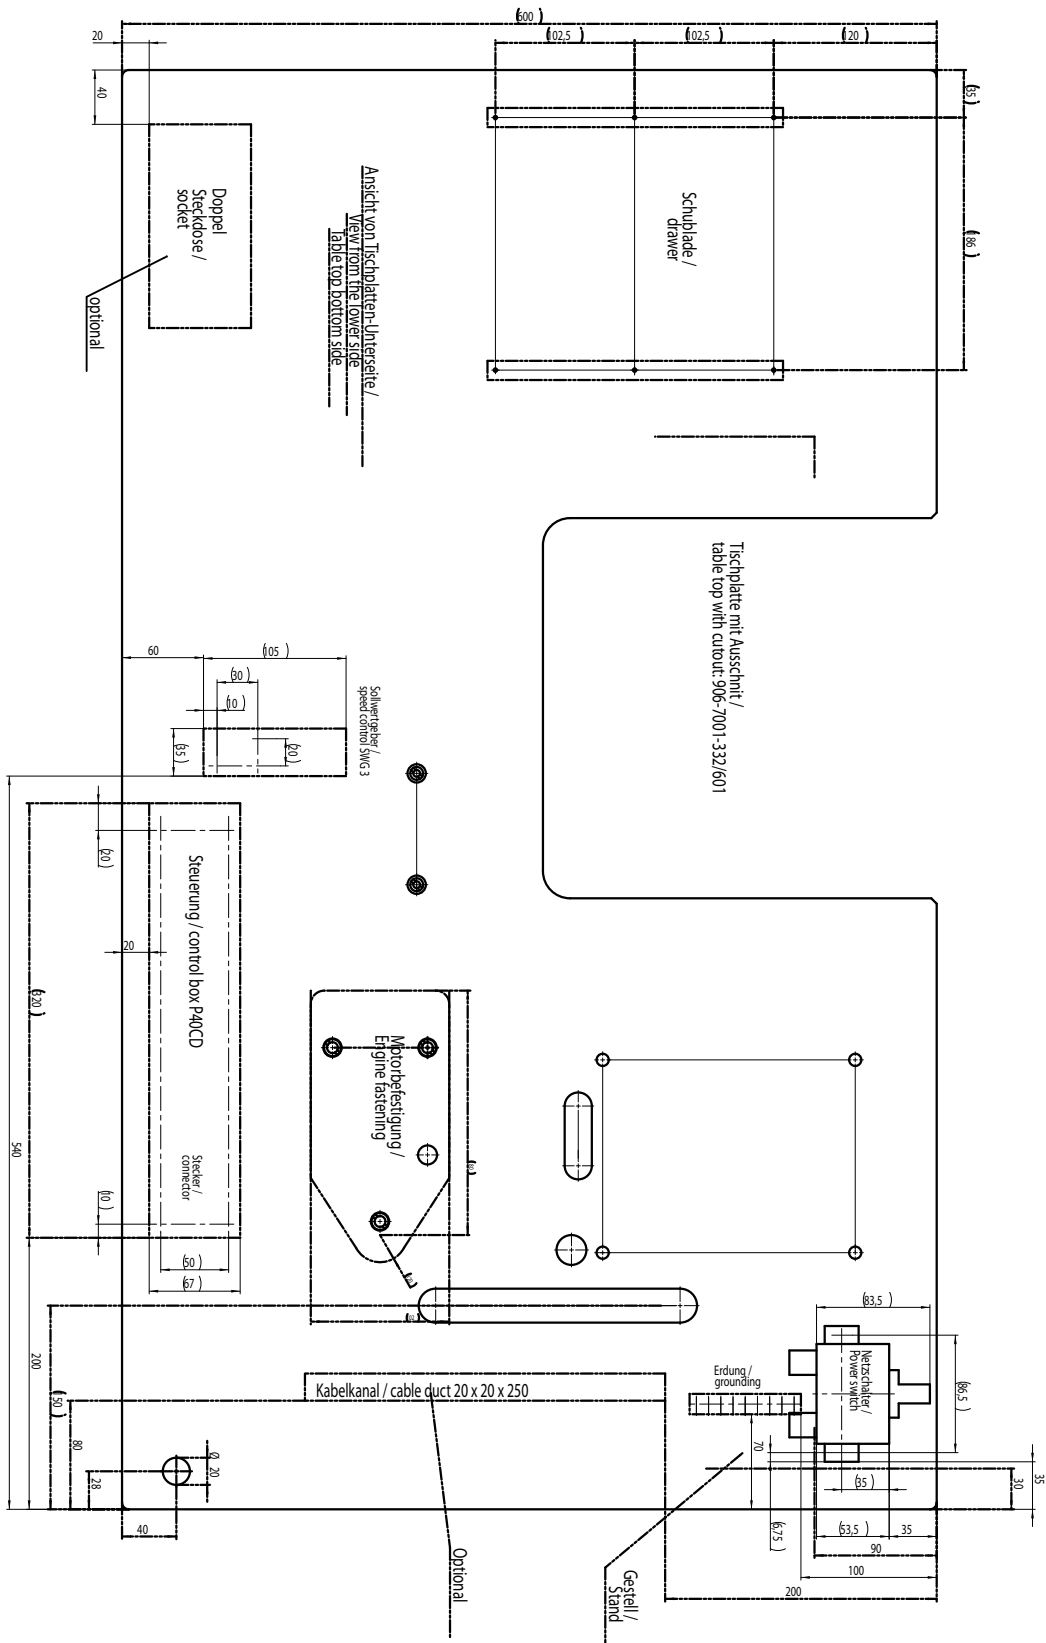 (600)
(102,5)
(102,5)
(120)
20
40
(35)
(186)
Doppel
Steckdose /
socket
optional
Ansicht von Tischplatten-Unterseite /
View from the lower side
Table top bottom side
Schublade /
drawer
Tischplatte mit Ausschnit /
table top with cutout: 906-7001-332/601
60
(105)
(30)
(10)
(35)
(20)
Sollwertgeber /
speed control SWG 3
(20)
20
(320)
540
Steuerung / control box P40CD
Stecker /
connector
(10)
(50)
(67)
200
Motorbefestigung /
Engine fastening
(50)
80
28
Ø 20
40
Kabelkanal / cable duct 20 x 20 x 250
Optional
Erdung /
grounding
Netzschalter /
Power switch
(83,5)
(86,5)
70
30
35
(35)
(6,75)
(53,5)
35
90
100
200
Gestell /
Stand